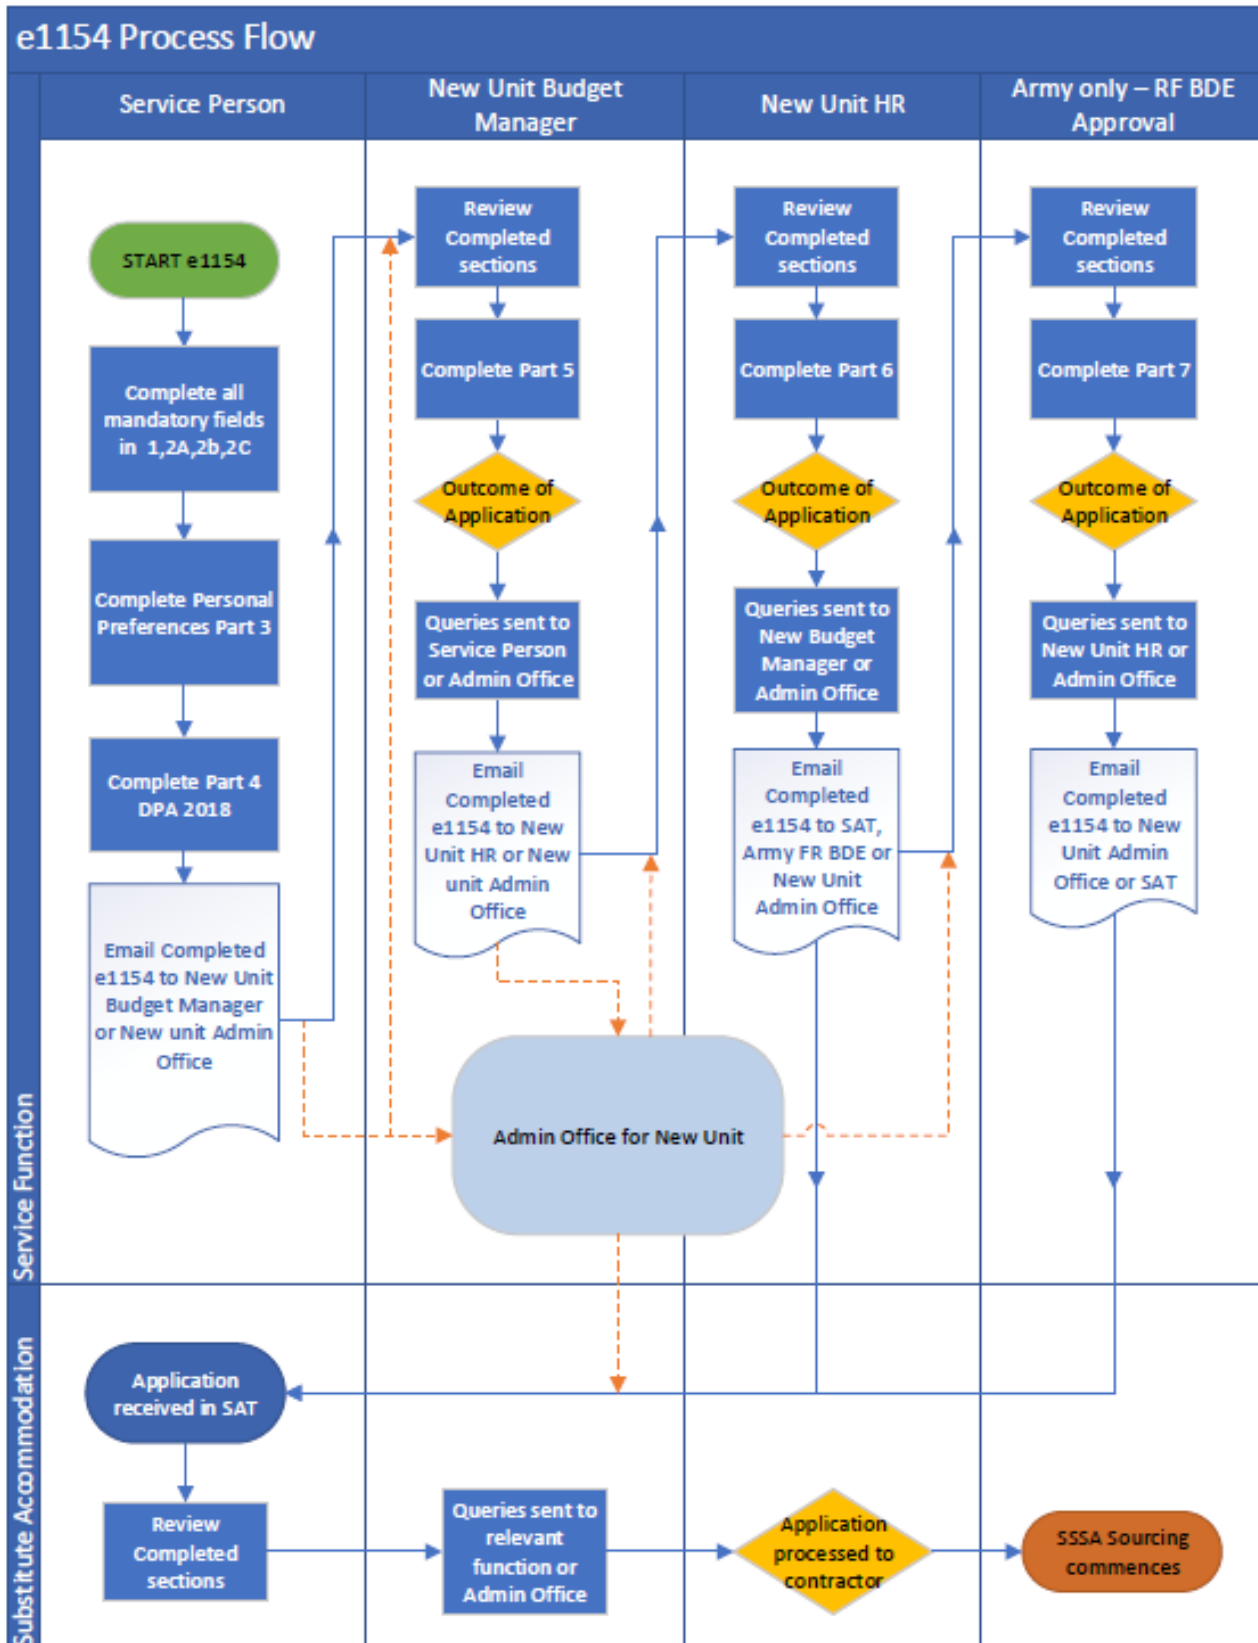 e1154 Process Flow
Service Person
New Unit Budget
Manager
New Unit HR
Army only – RF BDE
Approval
Service Function
START e1154
Complete all
mandatory fields
in 1,2A,2b,2C
Complete Personal
Preferences Part 3
Complete Part 4
DPA 2018
Email Completed
e1154 to New Unit
Budget Manager
or New unit Admin
Office
Review
Completed
sections
Complete Part 5
Outcome of
Application
Queries sent to
Service Person
or Admin Office
Email
Completed
e1154 to New
Unit HR or New
unit Admin
Office
Review
Completed
sections
Complete Part 6
Outcome of
Application
Queries sent to
New Budget
Manager or
Admin Office
Email
Completed
e1154 to SAT,
Army FR BDE or
New Unit
Admin Office
Review
Completed
sections
Complete Part 7
Outcome of
Application
Queries sent to
New Unit HR or
Admin Office
Email
Completed
e1154 to New
Unit Admin
Office or SAT
Admin Office for New Unit
Substitute Accommodation
Application
received in SAT
Review
Completed
sections
Queries sent to
relevant
function or
Admin Office
Application
processed to
contractor
SSSA Sourcing
commences